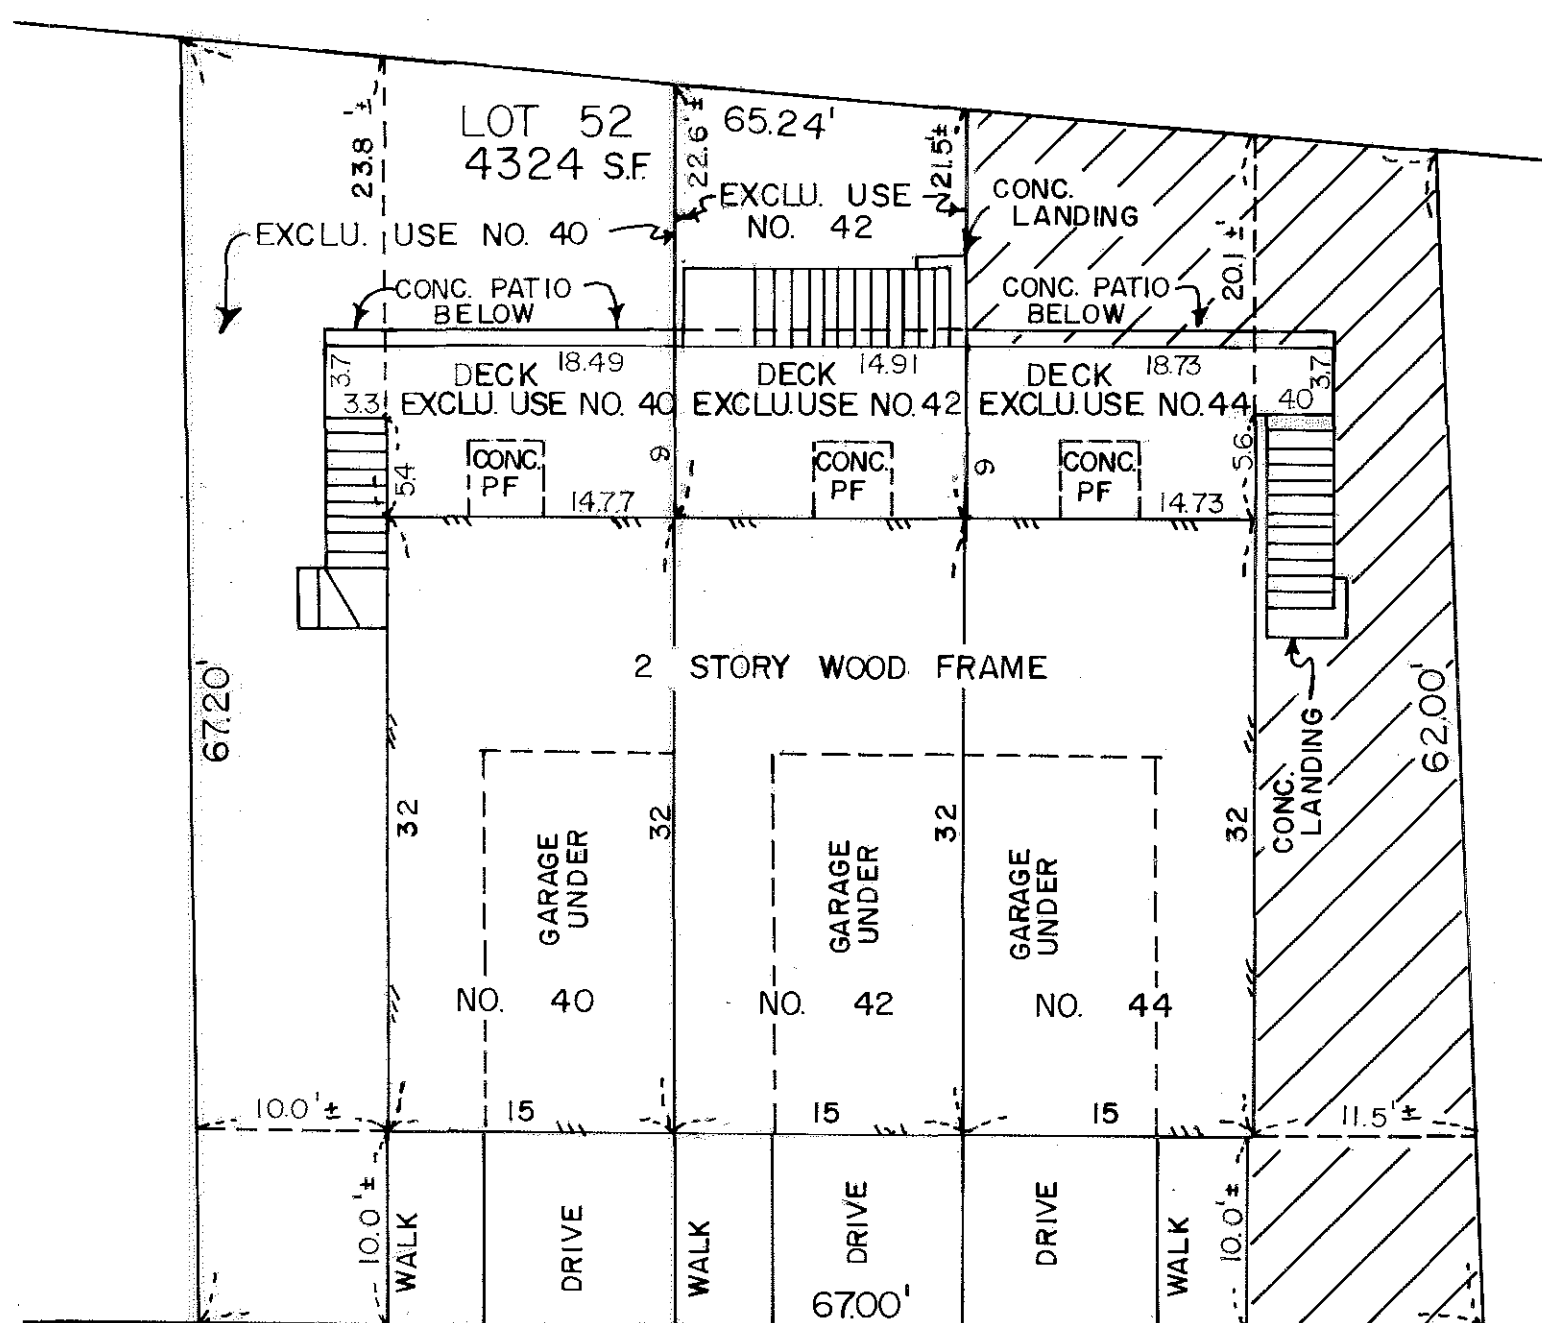 LOT 52
4324 S.F.
65.24'
23.8'±
22.6'±
21.5'±
20.1'±
EXCLU. USE NO. 40
EXCLU. USE
NO. 42
CONC.
LANDING
CONC. PATIO
BELOW
CONC. PATIO
BELOW
3.7
3.3
DECK 18.49
EXCLU. USE NO. 40
DECK 14.91
EXCLU. USE NO. 42
DECK 18.73
EXCLU. USE NO. 44
4.0
3.7
5.4
CONC.
PF
14.77
9
CONC.
PF
9
CONC.
PF
14.73
5.6
2 STORY WOOD FRAME
67.20'
62.00'
CONC.
LANDING
32
32
32
32
GARAGE
UNDER
GARAGE
UNDER
GARAGE
UNDER
NO. 40
NO. 42
NO. 44
10.0'±
15
15
15
11.5'±
10.0'±
WALK
DRIVE
WALK
DRIVE
DRIVE
WALK
10.0'±
67.00'